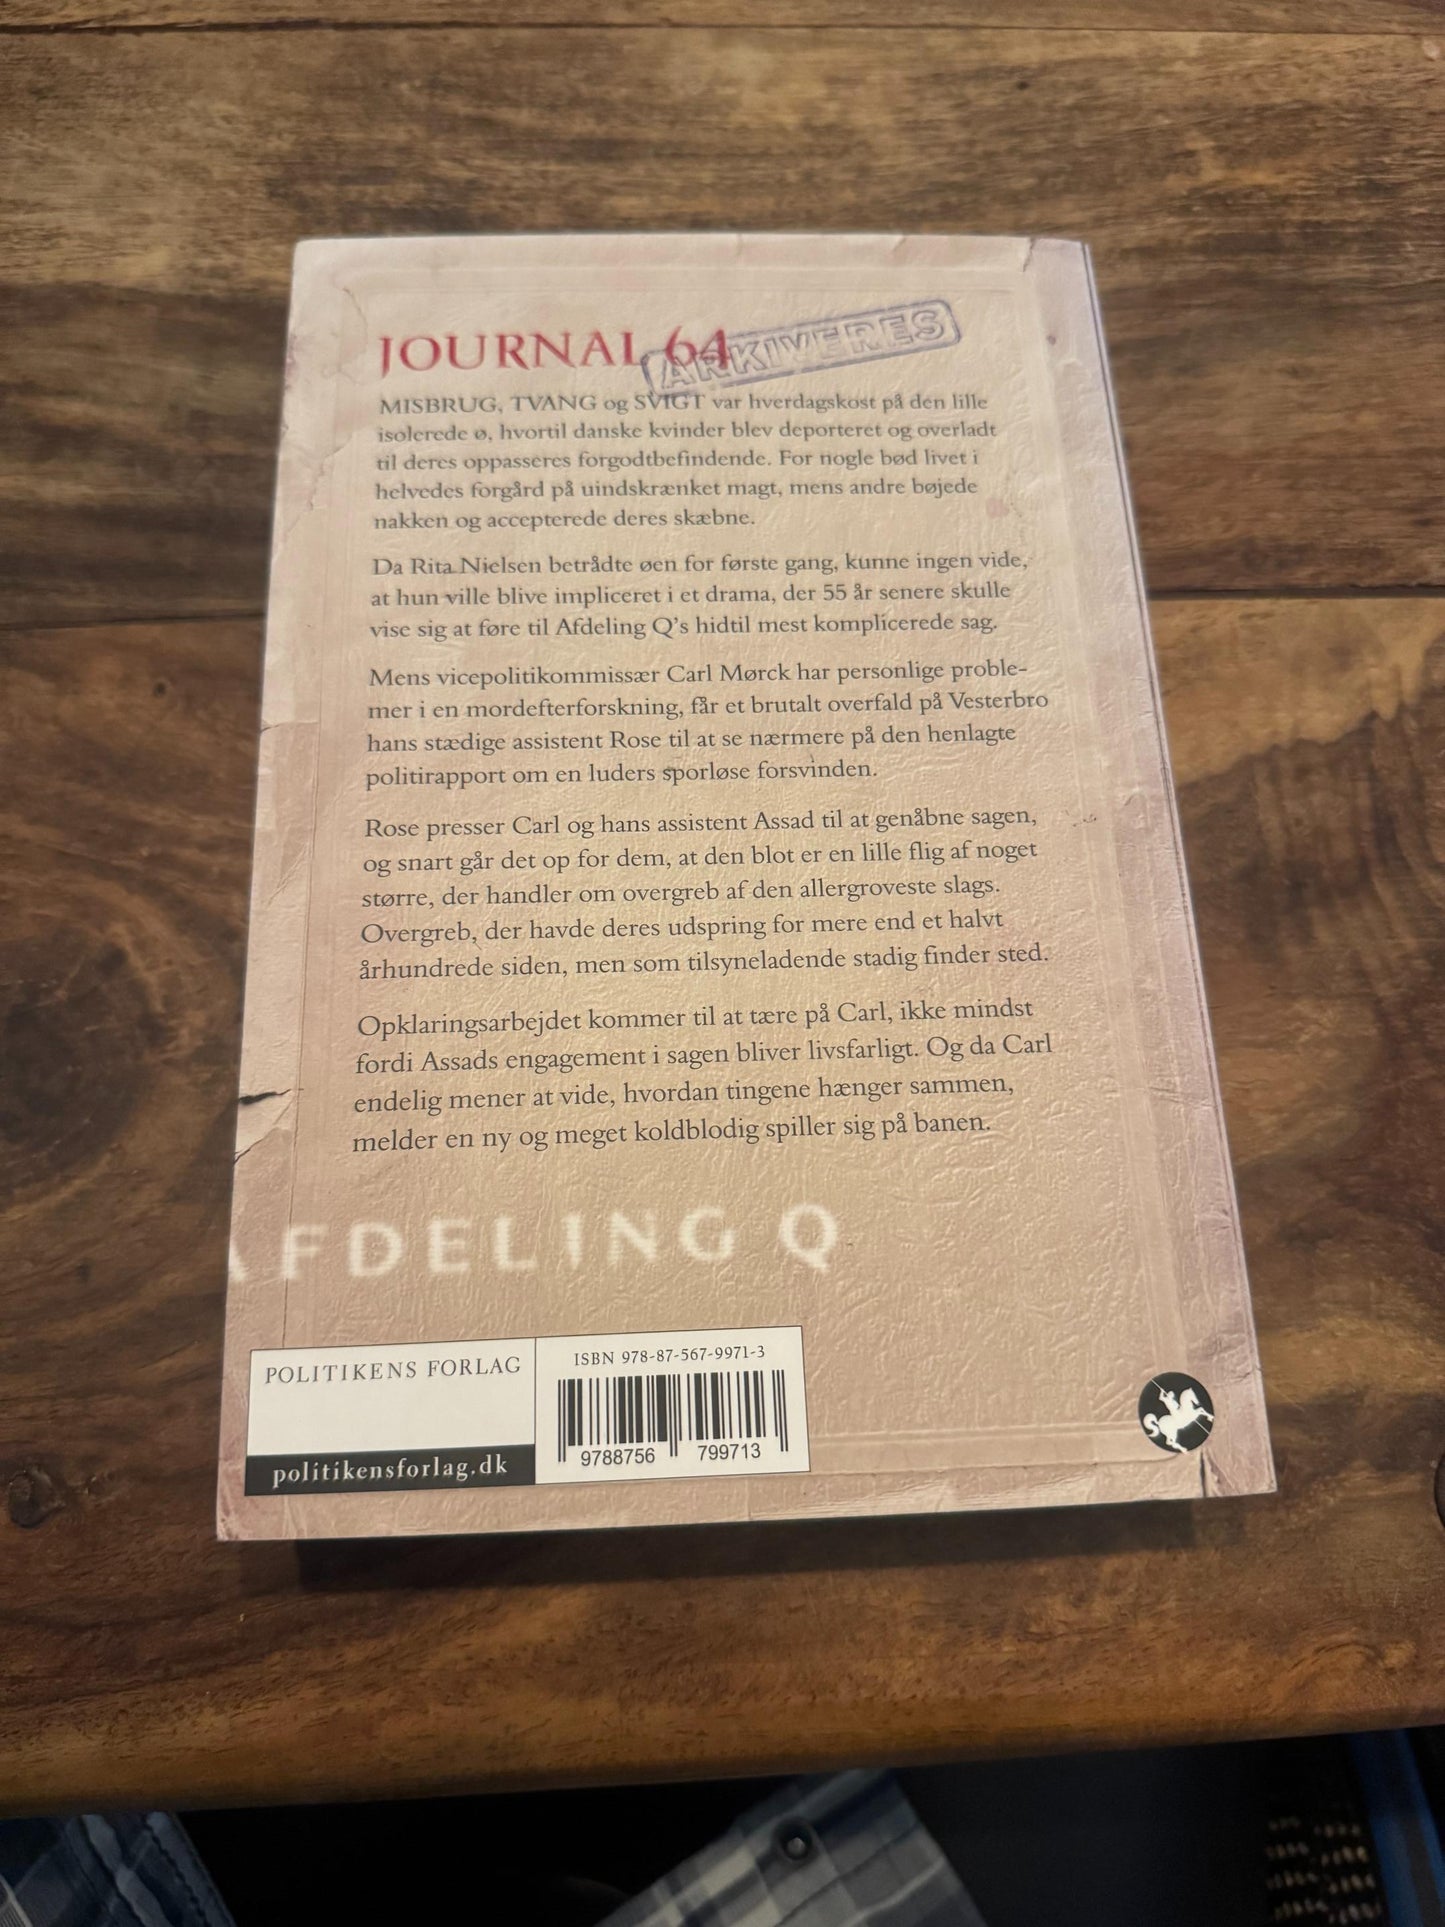 JOURNAL 64
ARKIVERES
MISBRUG, TVANG og SVIGT var hverdagskost på den lille
isolerede ø, hvortil danske kvinder blev deporteret og overladt
til deres oppasseres forgodtbefindende. For nogle bød livet i
helvedes forgård på uindskrænket magt, mens andre bøjede
nakken og accepterede deres skæbne.
Da Rita Nielsen betrådte øen for første gang, kunne ingen vide,
at hun ville blive impliceret i et drama, der 55 år senere skulle
vise sig at føre til Afdeling Q's hidtil mest komplicerede sag.
Mens vicepolitikommissær Carl Mørck har personlige proble-
mer i en mordefterforskning, får et brutalt overfald på Vesterbro
hans stædige assistent Rose til at se nærmere på den henlagte
politirapport om en luders sporløse forsvinden.
Rose presser Carl og hans assistent Assad til at genåbne sagen,
og snart går det op for dem, at den blot er en lille flig af noget
større, der handler om overgreb af den allergroveste slags.
Overgreb, der havde deres udspring for mere end et halvt
århundrede siden, men som tilsyneladende stadig finder sted.
Opklaringsarbejdet kommer til at tære på Carl, ikke mindst
fordi Assads engagement i sagen bliver livsfarligt. Og da Carl
endelig mener at vide, hvordan tingene hænger sammen,
melder en ny og meget koldblodig spiller sig på banen.
AFDELING Q
POLITIKENS FORLAG
politikensforlag.dk
ISBN 978-87-567-9971-3
9788756 799713